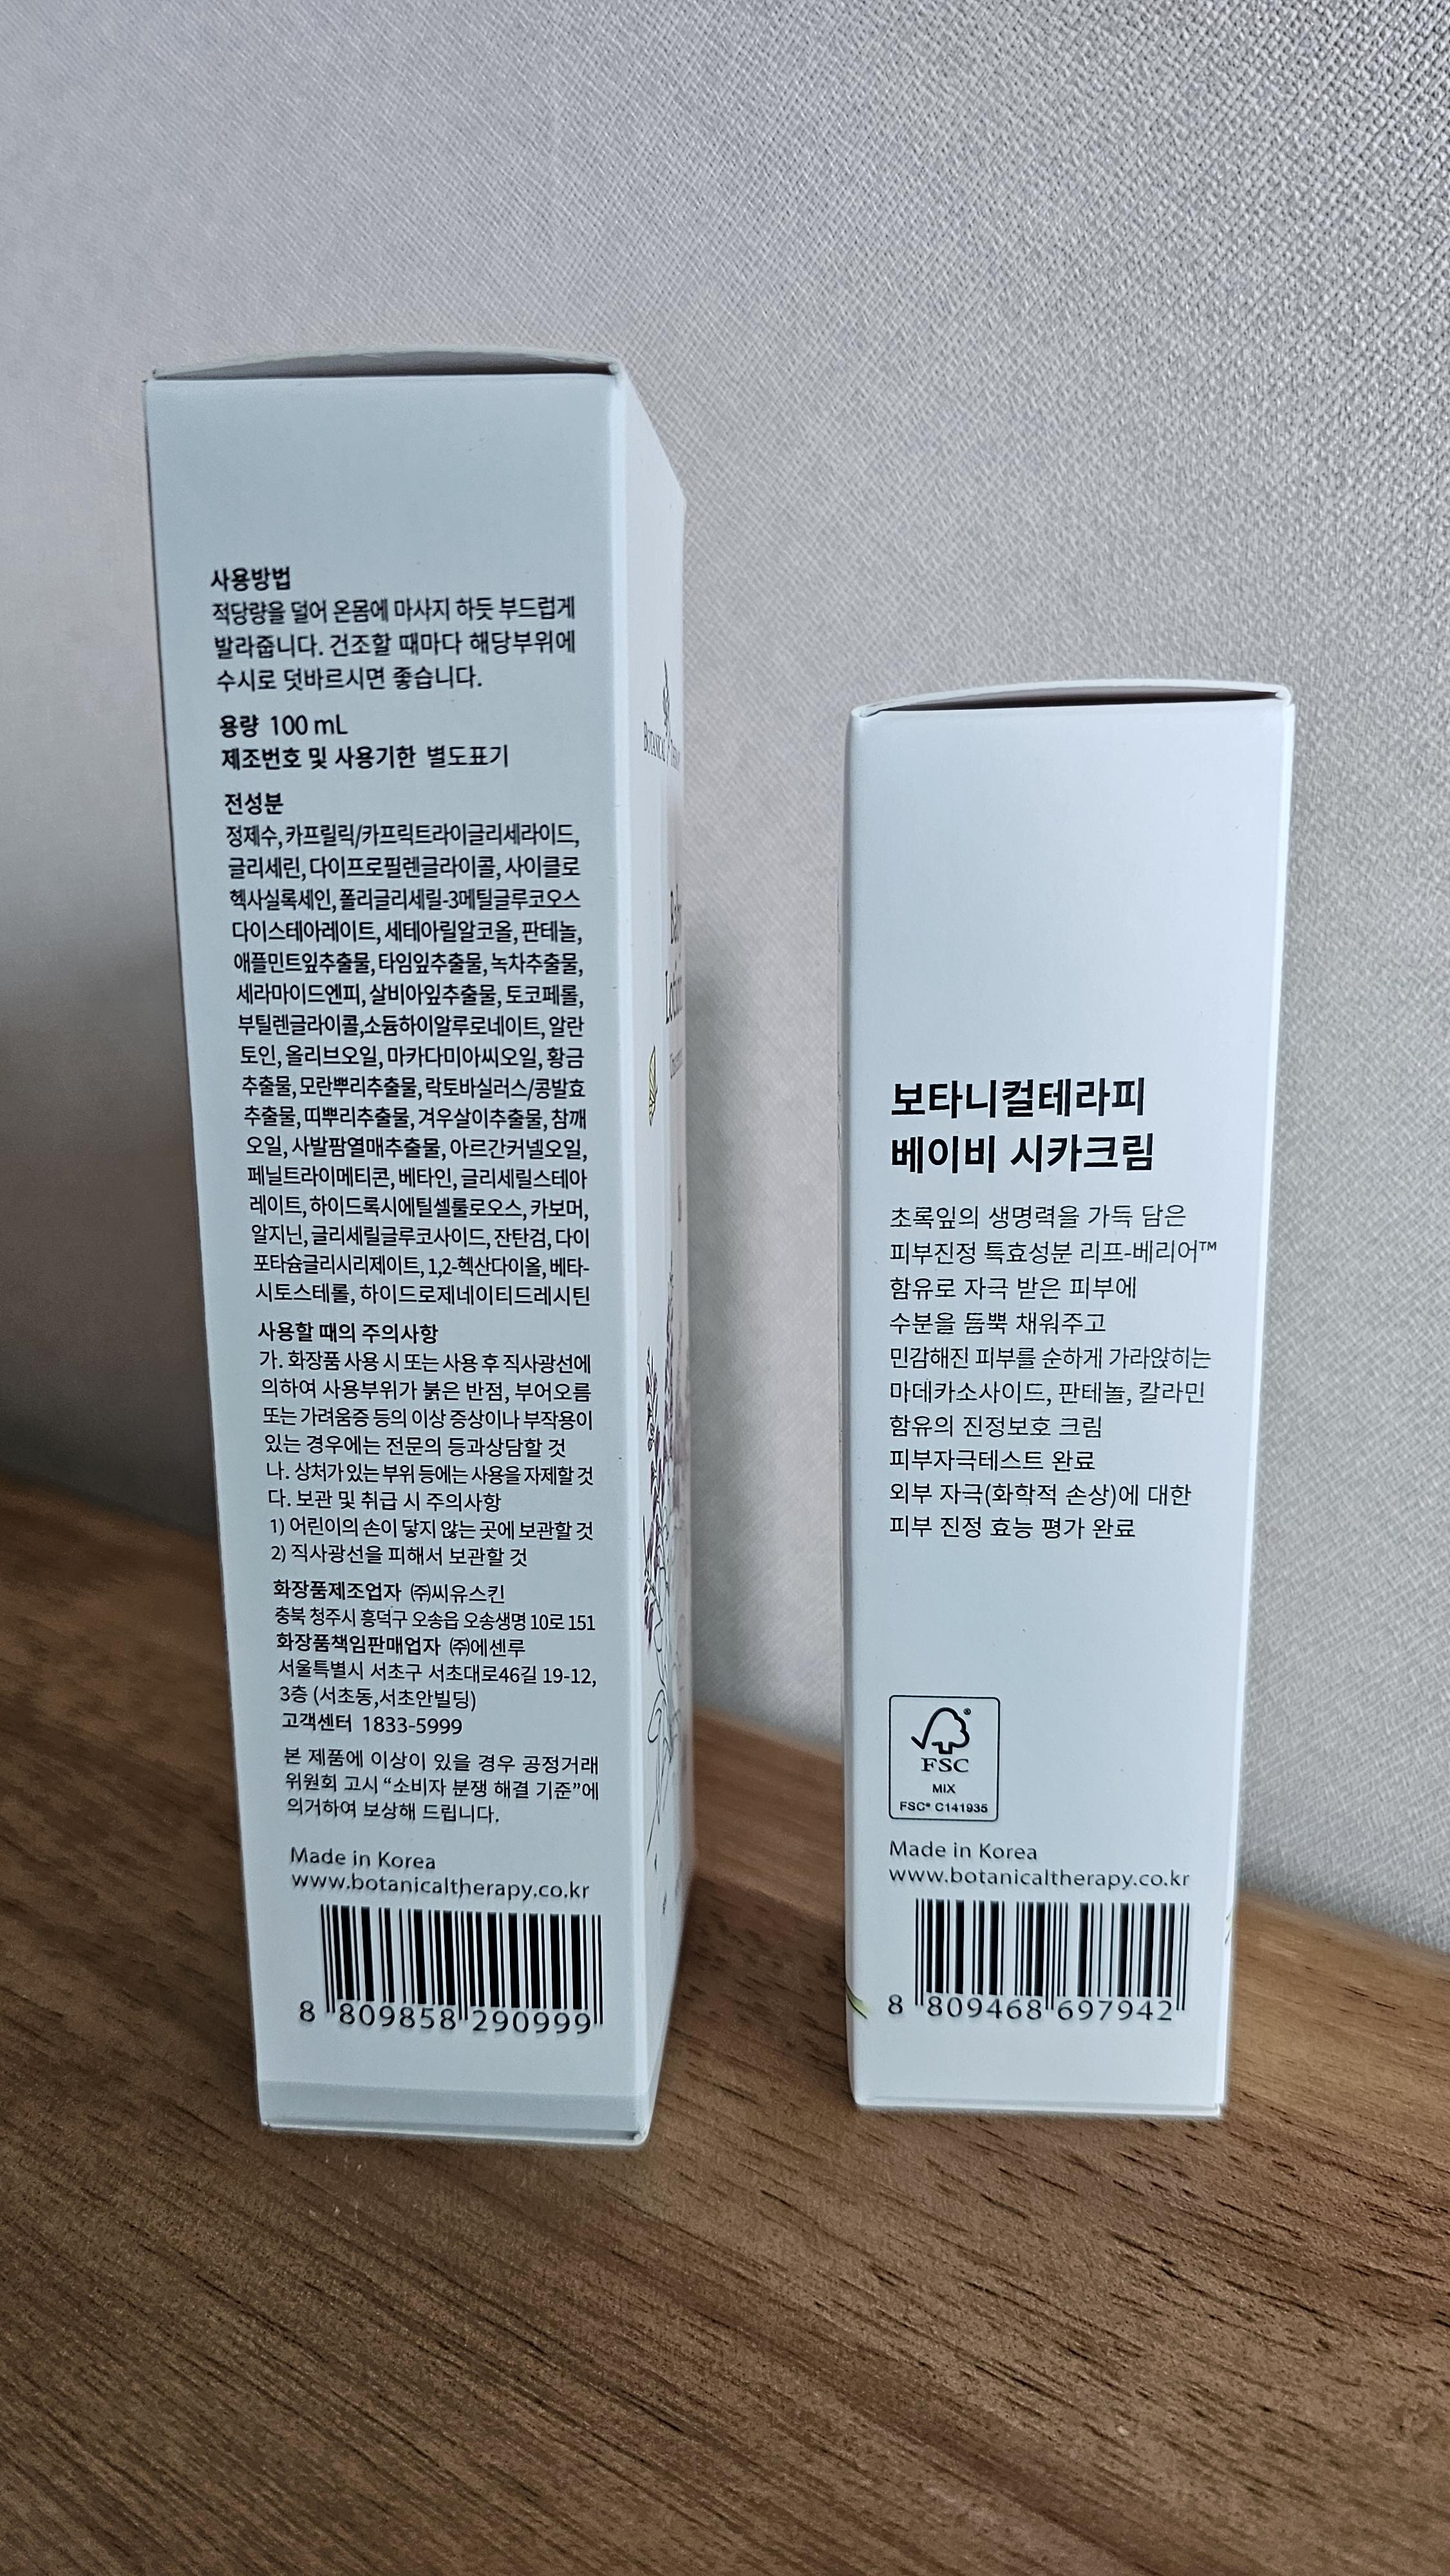 사용방법
적당량을 덜어 온몸에 마사지 하듯 부드럽게
발라줍니다. 건조할 때마다 해당부위에
수시로 덧바르시면 좋습니다.
용량 100 mL
제조번호 및 사용기한 별도표기
전성분
정제수, 카프릴릭/카프릭트라이글리세라이드,
글리세린, 다이프로필렌글라이콜, 사이클로
헥사실록세인, 폴리글리세릴-3메틸글루코오스
다이스테아레이트, 세테아릴알코올, 판테놀,
애플민트잎추출물, 타임잎추출물, 녹차추출물,
세라마이드엔피, 살비아잎추출물, 토코페롤,
부틸렌글라이콜,소듐하이알루로네이트, 알란
토인, 올리브오일, 마카다미아씨오일, 황금
추출물, 모란뿌리추출물, 락토바실러스/콩발효
추출물, 띠뿌리추출물, 겨우살이추출물, 참깨
오일, 사발팜열매추출물, 아르간커넬오일,
페닐트라이메티콘, 베타인, 글리세릴스테아
레이트, 하이드록시에틸셀룰로오스, 카보머,
알지닌, 글리세릴글루코사이드, 잔탄검, 다이
포타슘글리시리제이트, 1,2-헥산다이올, 베타-
시토스테롤, 하이드로제네이티드레시틴
사용할 때의 주의사항
가. 화장품 사용 시 또는 사용 후 직사광선에
의하여 사용부위가 붉은 반점, 부어오름
또는 가려움증 등의 이상 증상이나 부작용이
있는 경우에는 전문의 등과상담할 것
나. 상처가 있는 부위 등에는 사용을 자제할 것
다. 보관 및 취급 시 주의사항
1) 어린이의 손이 닿지 않는 곳에 보관할 것
2) 직사광선을 피해서 보관할 것
화장품제조업자 ㈜씨유스킨
충북 청주시 흥덕구 오송읍 오송생명 10로 151
화장품책임판매업자 ㈜에센루
서울특별시 서초구 서초대로46길 19-12,
3층 (서초동,서초안빌딩)
고객센터 1833-5999
본 제품에 이상이 있을 경우 공정거래
위원회 고시 “소비자 분쟁 해결 기준”에
의거하여 보상해 드립니다.
Made in Korea
www.botanicaltherapy.co.kr
8 809858 290999
보타니컬테라피
베이비 시카크림
초록잎의 생명력을 가득 담은
피부진정 특효성분 리프-베리어™
함유로 자극 받은 피부에
수분을 듬뿍 채워주고
민감해진 피부를 순하게 가라앉히는
마데카소사이드, 판테놀, 칼라민
함유의 진정보호 크림
피부자극테스트 완료
외부 자극(화학적 손상)에 대한
피부 진정 효능 평가 완료
FSC
MIX
FSC® C141935
Made in Korea
www.botanicaltherapy.co.kr
8 809468 697942